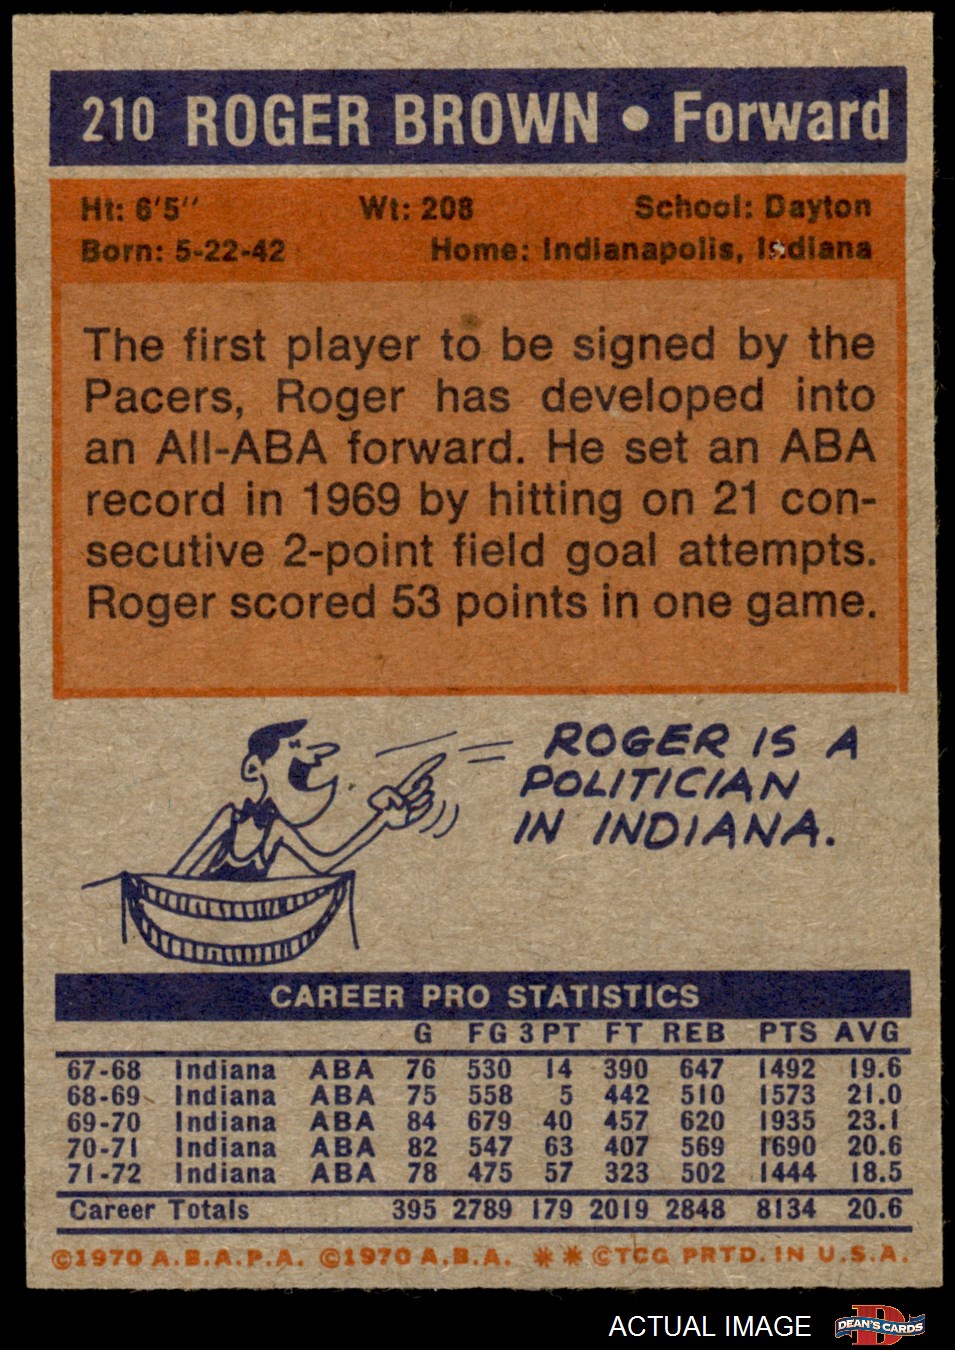 210 ROGER BROWN • Forward
Ht: 6'5'' Wt: 208 School: Dayton
Born: 5-22-42 Home: Indianapolis, Indiana
The first player to be signed by the
Pacers, Roger has developed into
an All-ABA forward. He set an ABA
record in 1969 by hitting on 21 con-
secutive 2-point field goal attempts.
Roger scored 53 points in one game.
ROGER IS A
POLITICIAN
IN INDIANA.
CAREER PRO STATISTICS
G FG 3 PT FT REB PTS AVG
67-68 Indiana ABA 76 530 14 390 647 1492 19.6
68-69 Indiana ABA 75 558 5 442 510 1573 21.0
69-70 Indiana ABA 84 679 40 457 620 1935 23.1
70-71 Indiana ABA 82 547 63 407 569 1690 20.6
71-72 Indiana ABA 78 475 57 323 502 1444 18.5
Career Totals 395 2789 179 2019 2848 8134 20.6
©1970 A.B.A.P.A. ©1970 A.B.A. ** ©TCG PRTD. IN U.S.A.
ACTUAL IMAGE DEAN'S CARDS